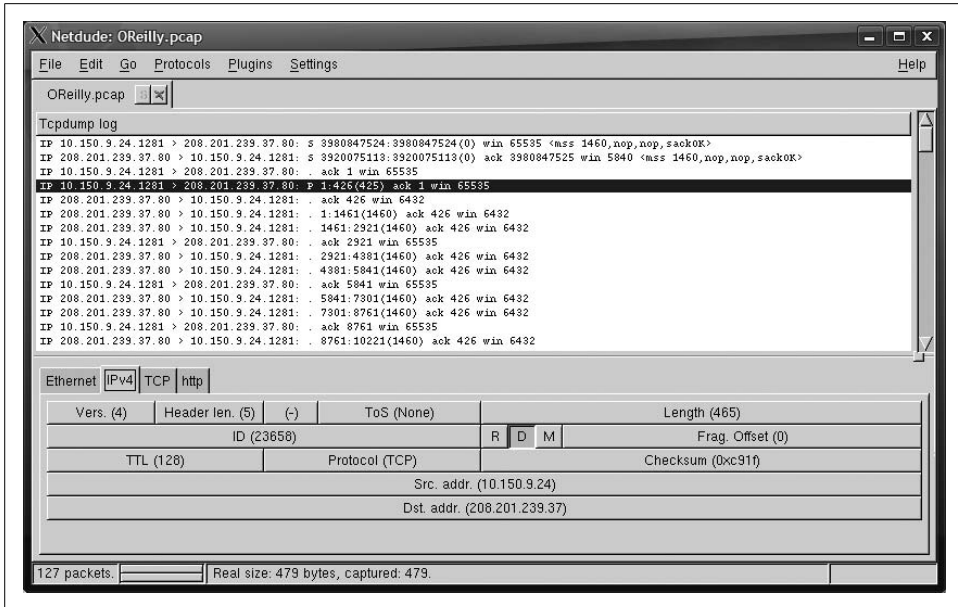 Netdude: OReilly.pcap
File Edit Go Protocols Plugins Settings Help
OReilly.pcap
Tcpdump log
IP 10.150.9.24.1281 > 208.201.239.37.80: S 3980847524:3980847524(0) win 65535 <mss 1460,nop,nop,sackOK>
IP 208.201.239.37.80 > 10.150.9.24.1281: S 3920075113:3920075113(0) ack 3980847525 win 5840 <mss 1460,nop,nop,sackOK>
IP 10.150.9.24.1281 > 208.201.239.37.80: . ack 1 win 65535
IP 10.150.9.24.1281 > 208.201.239.37.80: P 1:426(425) ack 1 win 65535
IP 208.201.239.37.80 > 10.150.9.24.1281: . ack 426 win 6432
IP 208.201.239.37.80 > 10.150.9.24.1281: . 1:1461(1460) ack 426 win 6432
IP 208.201.239.37.80 > 10.150.9.24.1281: . 1461:2921(1460) ack 426 win 6432
IP 10.150.9.24.1281 > 208.201.239.37.80: . ack 2921 win 65535
IP 208.201.239.37.80 > 10.150.9.24.1281: . 2921:4381(1460) ack 426 win 6432
IP 208.201.239.37.80 > 10.150.9.24.1281: . 4381:5841(1460) ack 426 win 6432
IP 10.150.9.24.1281 > 208.201.239.37.80: . ack 5841 win 65535
IP 208.201.239.37.80 > 10.150.9.24.1281: . 5841:7301(1460) ack 426 win 6432
IP 208.201.239.37.80 > 10.150.9.24.1281: . 7301:8761(1460) ack 426 win 6432
IP 10.150.9.24.1281 > 208.201.239.37.80: . ack 8761 win 65535
IP 208.201.239.37.80 > 10.150.9.24.1281: . 8761:10221(1460) ack 426 win 6432
Ethernet IPv4 TCP http
Vers. (4) Header len. (5) (-) ToS (None) Length (465)
ID (23658) R D M Frag. Offset (0)
TTL (128) Protocol (TCP) Checksum (0xc91f)
Src. addr. (10.150.9.24)
Dst. addr. (208.201.239.37)
127 packets. Real size: 479 bytes, captured: 479.